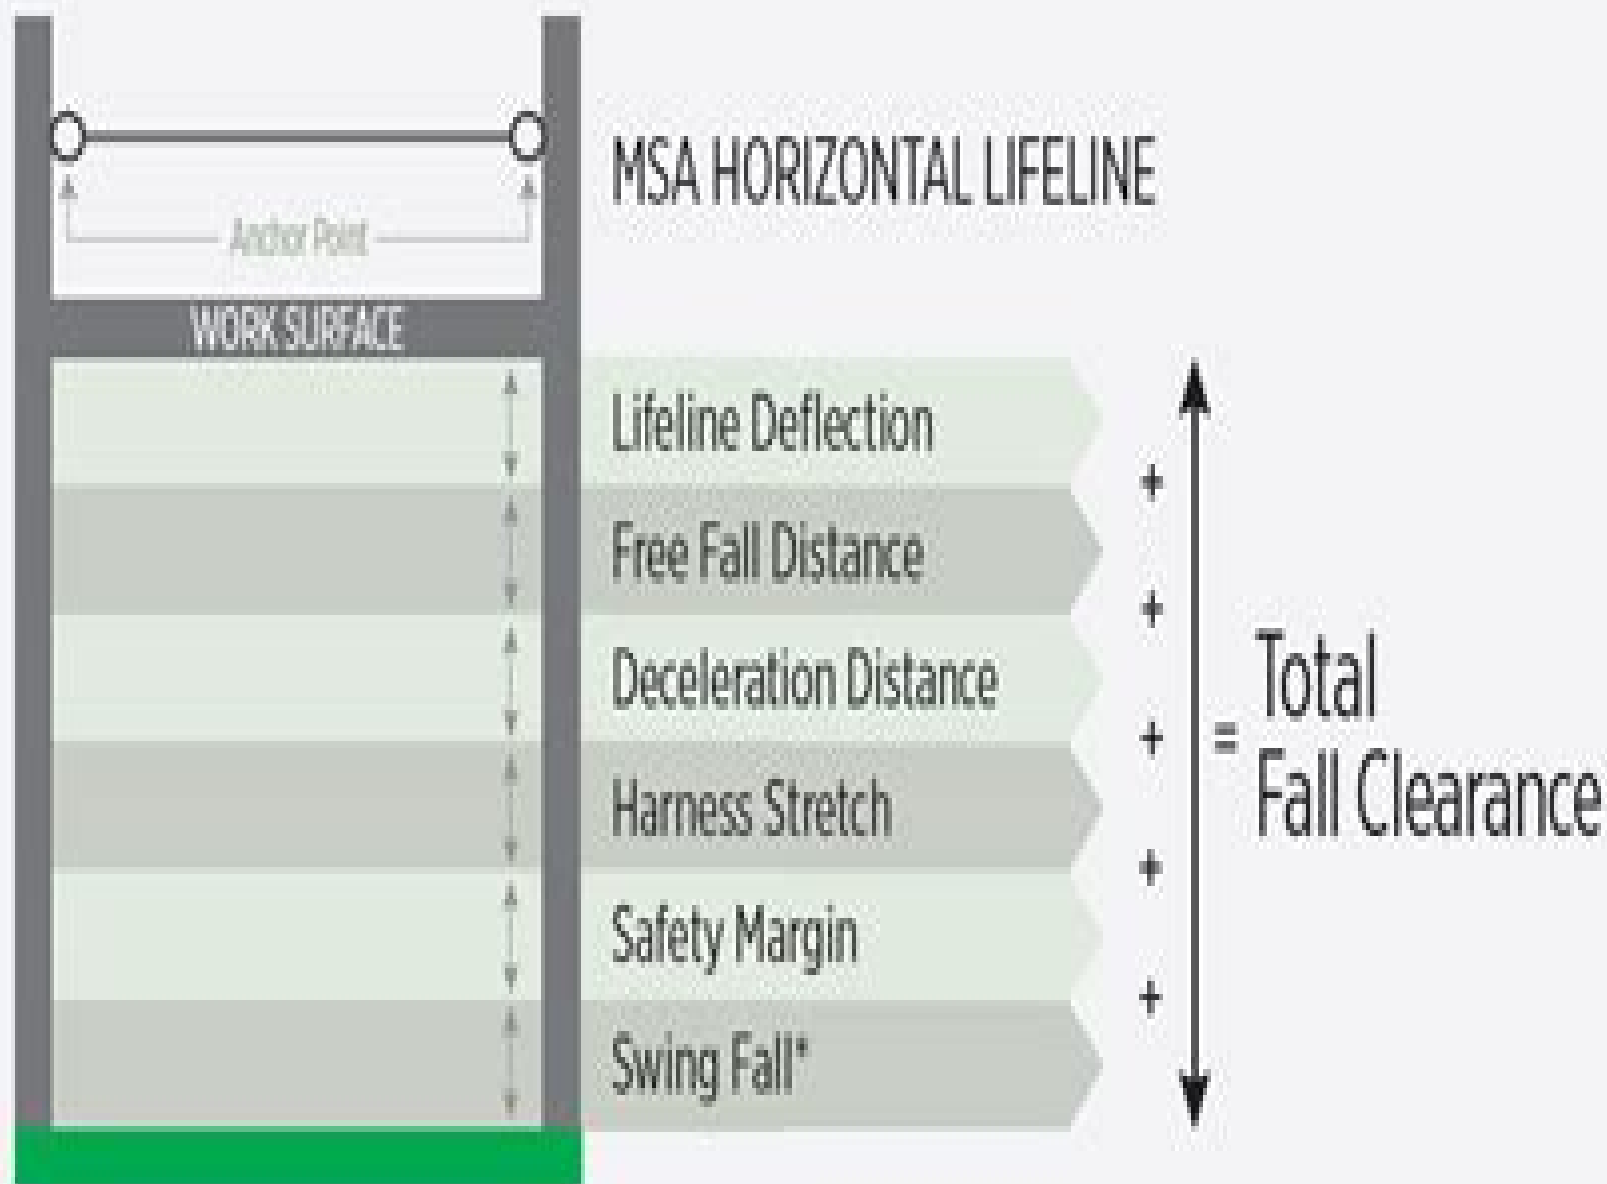 MSA HORIZONTAL LIFELINE
Anchor Point
WORK SURFACE
Lifeline Deflection
+
Free Fall Distance
+
Deceleration Distance
+
Harness Stretch
+
Safety Margin
+
Swing Fall*
= Total
Fall Clearance